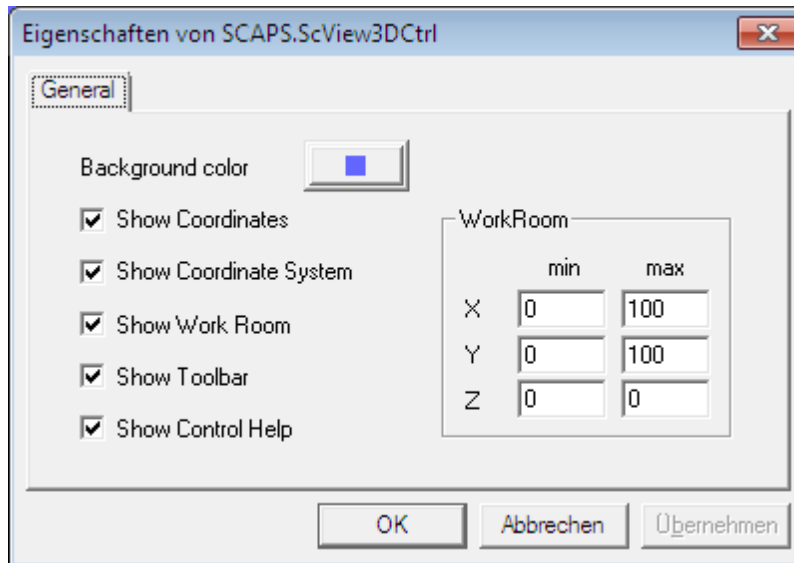 Eigenschaften von SCAPS.ScView3DCtrl
General
Background color
Show Coordinates
Show Coordinate System
Show Work Room
Show Toolbar
Show Control Help
WorkRoom
min max
X 0 100
Y 0 100
Z 0 0
OK Abbrechen Übernehmen